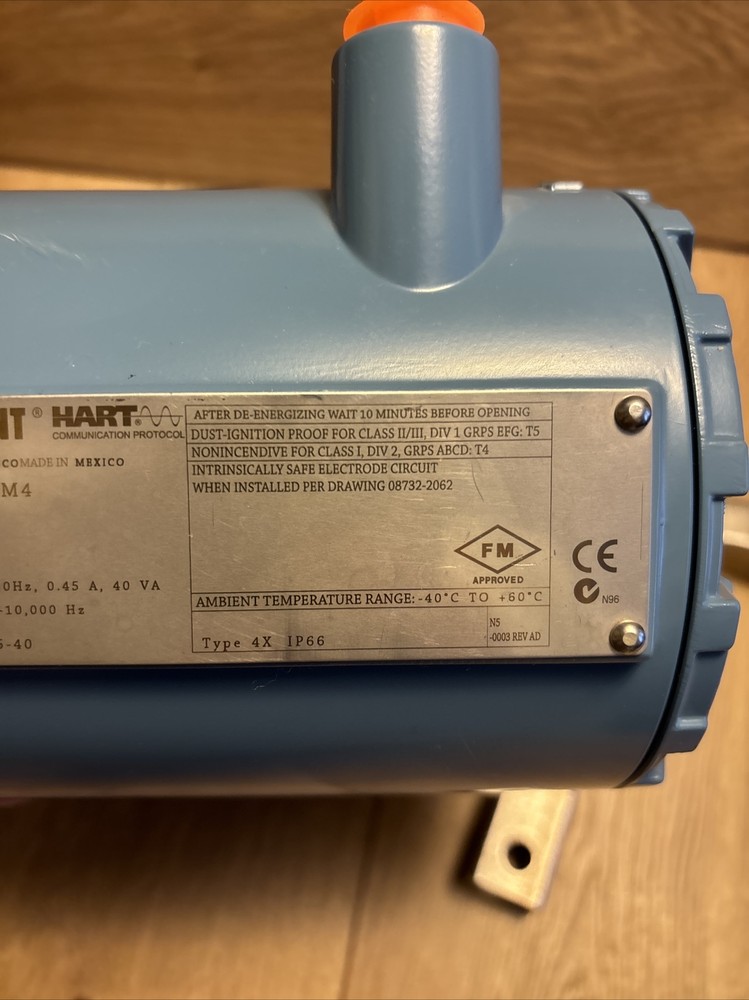 NT® HART
COMMUNICATION PROTOCOL
COMADE IN MEXICO
M4
0Hz, 0.45 A, 40 VA
-10,000 Hz
5-40
AFTER DE-ENERGIZING WAIT 10 MINUTES BEFORE OPENING
DUST-IGNITION PROOF FOR CLASS II/III, DIV 1 GRPS EFG: T5
NONINCENDIVE FOR CLASS I, DIV 2, GRPS ABCD: T4
INTRINSICALLY SAFE ELECTRODE CIRCUIT
WHEN INSTALLED PER DRAWING 08732-2062
FM
APPROVED
AMBIENT TEMPERATURE RANGE: -40°C TO +60°C
Type 4X IP66
N5
-0003 REV AD
CE
N96